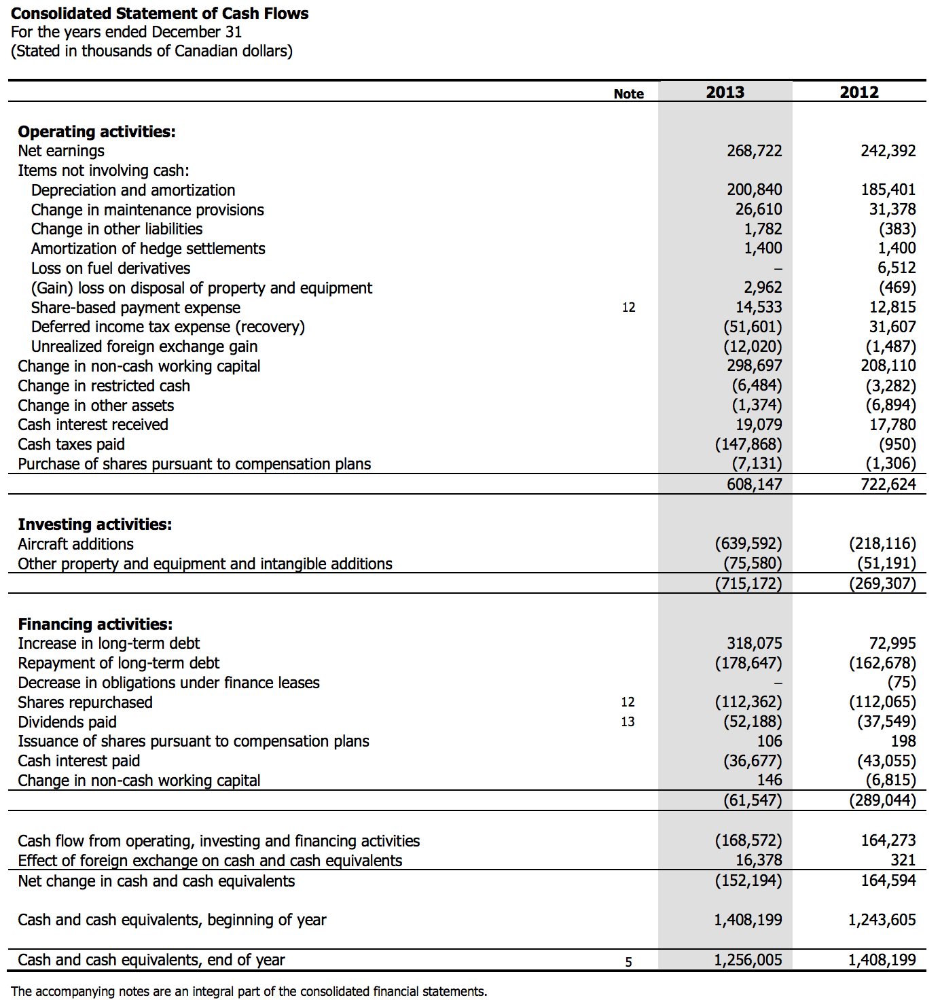 Consolidated Statement of Cash Flows
For the years ended December 31
(Stated in thousands of Canadian dollars)
Note 2013 2012
Operating activities:
Net earnings 268,722 242,392
Items not involving cash:
Depreciation and amortization 200,840 185,401
Change in maintenance provisions 26,610 31,378
Change in other liabilities 1,782 (383)
Amortization of hedge settlements 1,400 1,400
Loss on fuel derivatives – 6,512
(Gain) loss on disposal of property and equipment 2,962 (469)
Share-based payment expense 12 14,533 12,815
Deferred income tax expense (recovery) (51,601) 31,607
Unrealized foreign exchange gain (12,020) (1,487)
Change in non-cash working capital 298,697 208,110
Change in restricted cash (6,484) (3,282)
Change in other assets (1,374) (6,894)
Cash interest received 19,079 17,780
Cash taxes paid (147,868) (950)
Purchase of shares pursuant to compensation plans (7,131) (1,306)
608,147 722,624
Investing activities:
Aircraft additions (639,592) (218,116)
Other property and equipment and intangible additions (75,580) (51,191)
(715,172) (269,307)
Financing activities:
Increase in long-term debt 318,075 72,995
Repayment of long-term debt (178,647) (162,678)
Decrease in obligations under finance leases – (75)
Shares repurchased 12 (112,362) (112,065)
Dividends paid 13 (52,188) (37,549)
Issuance of shares pursuant to compensation plans 106 198
Cash interest paid (36,677) (43,055)
Change in non-cash working capital 146 (6,815)
(61,547) (289,044)
Cash flow from operating, investing and financing activities (168,572) 164,273
Effect of foreign exchange on cash and cash equivalents 16,378 321
Net change in cash and cash equivalents (152,194) 164,594
Cash and cash equivalents, beginning of year 1,408,199 1,243,605
Cash and cash equivalents, end of year 5 1,256,005 1,408,199
The accompanying notes are an integral part of the consolidated financial statements.